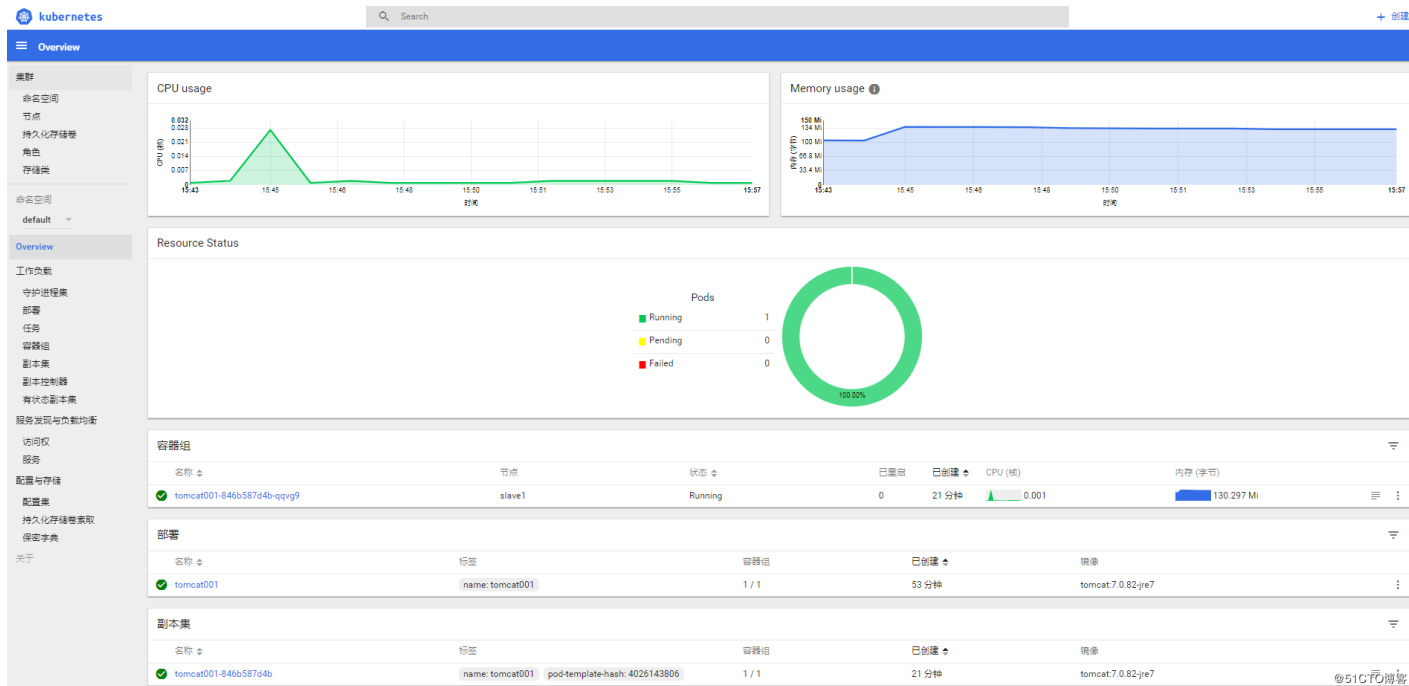 kubernetes
Search
+ 创建
Overview
集群
命名空间
节点
持久化存储卷
角色
存储类
命名空间
default
Overview
工作负载
守护进程集
部署
任务
容器组
副本集
副本控制器
有状态副本集
服务发现与负载均衡
访问权
服务
配置与存储
配置集
持久化存储卷索取
保密字典
关于
CPU usage
CPU (核)
0.032
0.028
0.021
0.014
0.007
0
15:43 15:45 15:46 15:48 15:50 15:51 15:53 15:55 15:57
时间
Memory usage
内存 (字节)
150 Mi
134 Mi
100 Mi
66.8 Mi
33.4 Mi
0
15:43 15:45 15:46 15:48 15:50 15:51 15:53 15:55 15:57
时间
Resource Status
Pods
Running 1
Pending 0
Failed 0
100.00%
容器组
名称 节点 状态 已重启 已创建 CPU (核) 内存 (字节)
tomcat001-846b587d4b-qqvg9 slave1 Running 0 21 分钟 0.001 130.297 Mi
部署
名称 标签 容器组 已创建 镜像
tomcat001 name: tomcat001 1 / 1 53 分钟 tomcat:7.0.82-jre7
副本集
名称 标签 容器组 已创建 镜像
tomcat001-846b587d4b name: tomcat001 pod-template-hash: 4026143806 1 / 1 21 分钟 tomcat:7.0.82-jre7
@51CTO博客